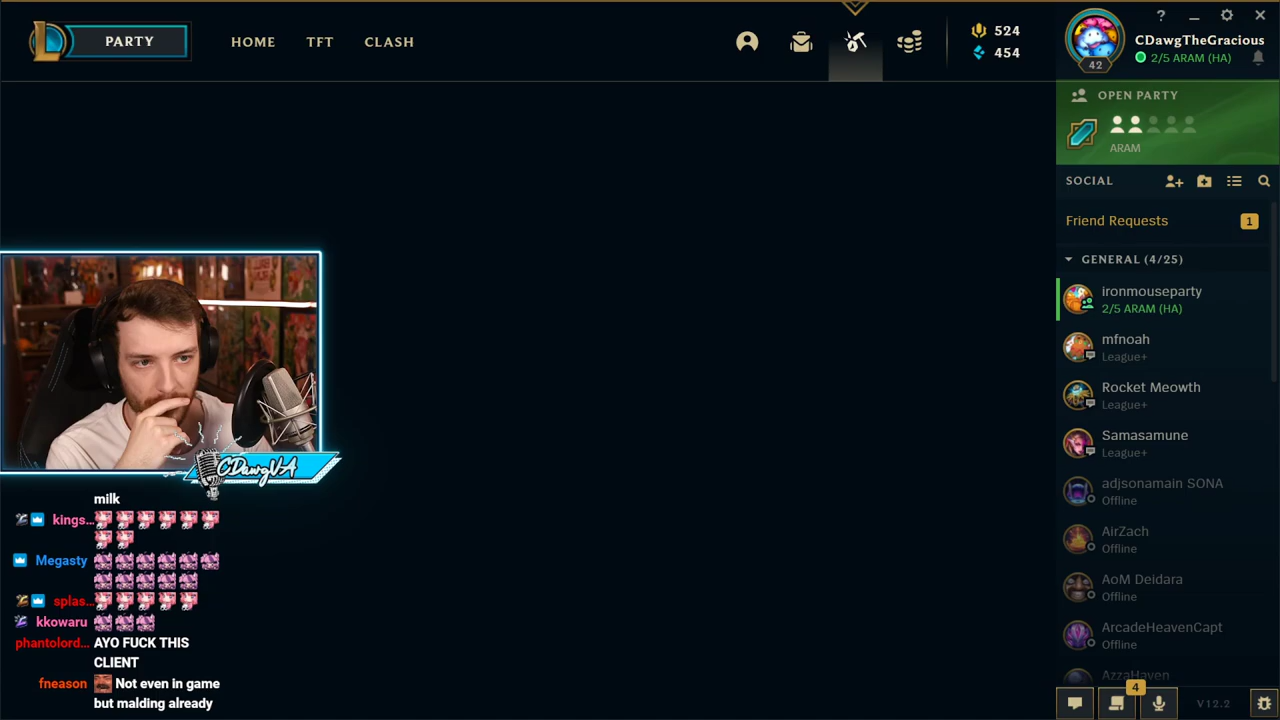 PARTY
HOME
TFT
CLASH
524
454
42
CDawgTheGracious
2/5 ARAM (HA)
OPEN PARTY
ARAM
SOCIAL
Friend Requests
1
GENERAL (4/25)
ironmouseparty
2/5 ARAM (HA)
mfnoah
League+
Rocket Meowth
League+
Samasamune
League+
adjsonamain SONA
Offline
AirZach
Offline
AoM Deidara
Offline
ArcadeHeavenCapt
Offline
AzzaHaven
4
V12.2
CDawgVA
milk
kings...
Megasty
splas...
kkowaru
phantolord... AYO FUCK THIS
CLIENT
fneason Not even in game
but malding already